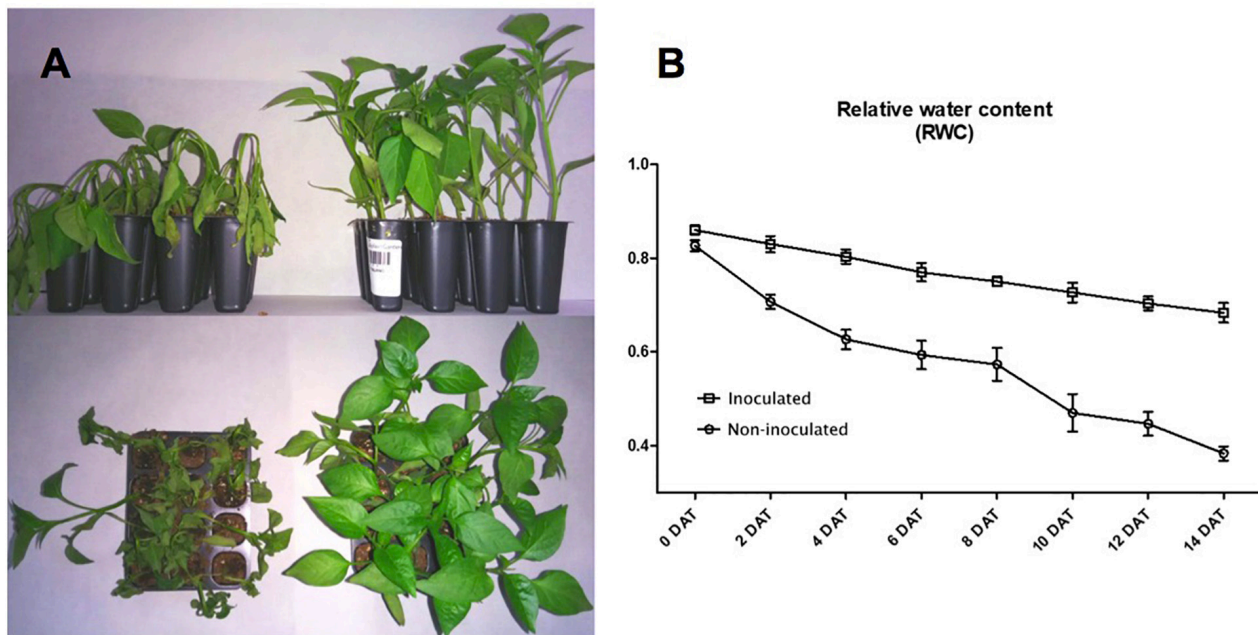 A
B
Relative water content
(RWC)
1.0
0.8
0.6
0.4
Inoculated
Non-inoculated
0 DAT
2 DAT
4 DAT
6 DAT
8 DAT
10 DAT
12 DAT
14 DAT